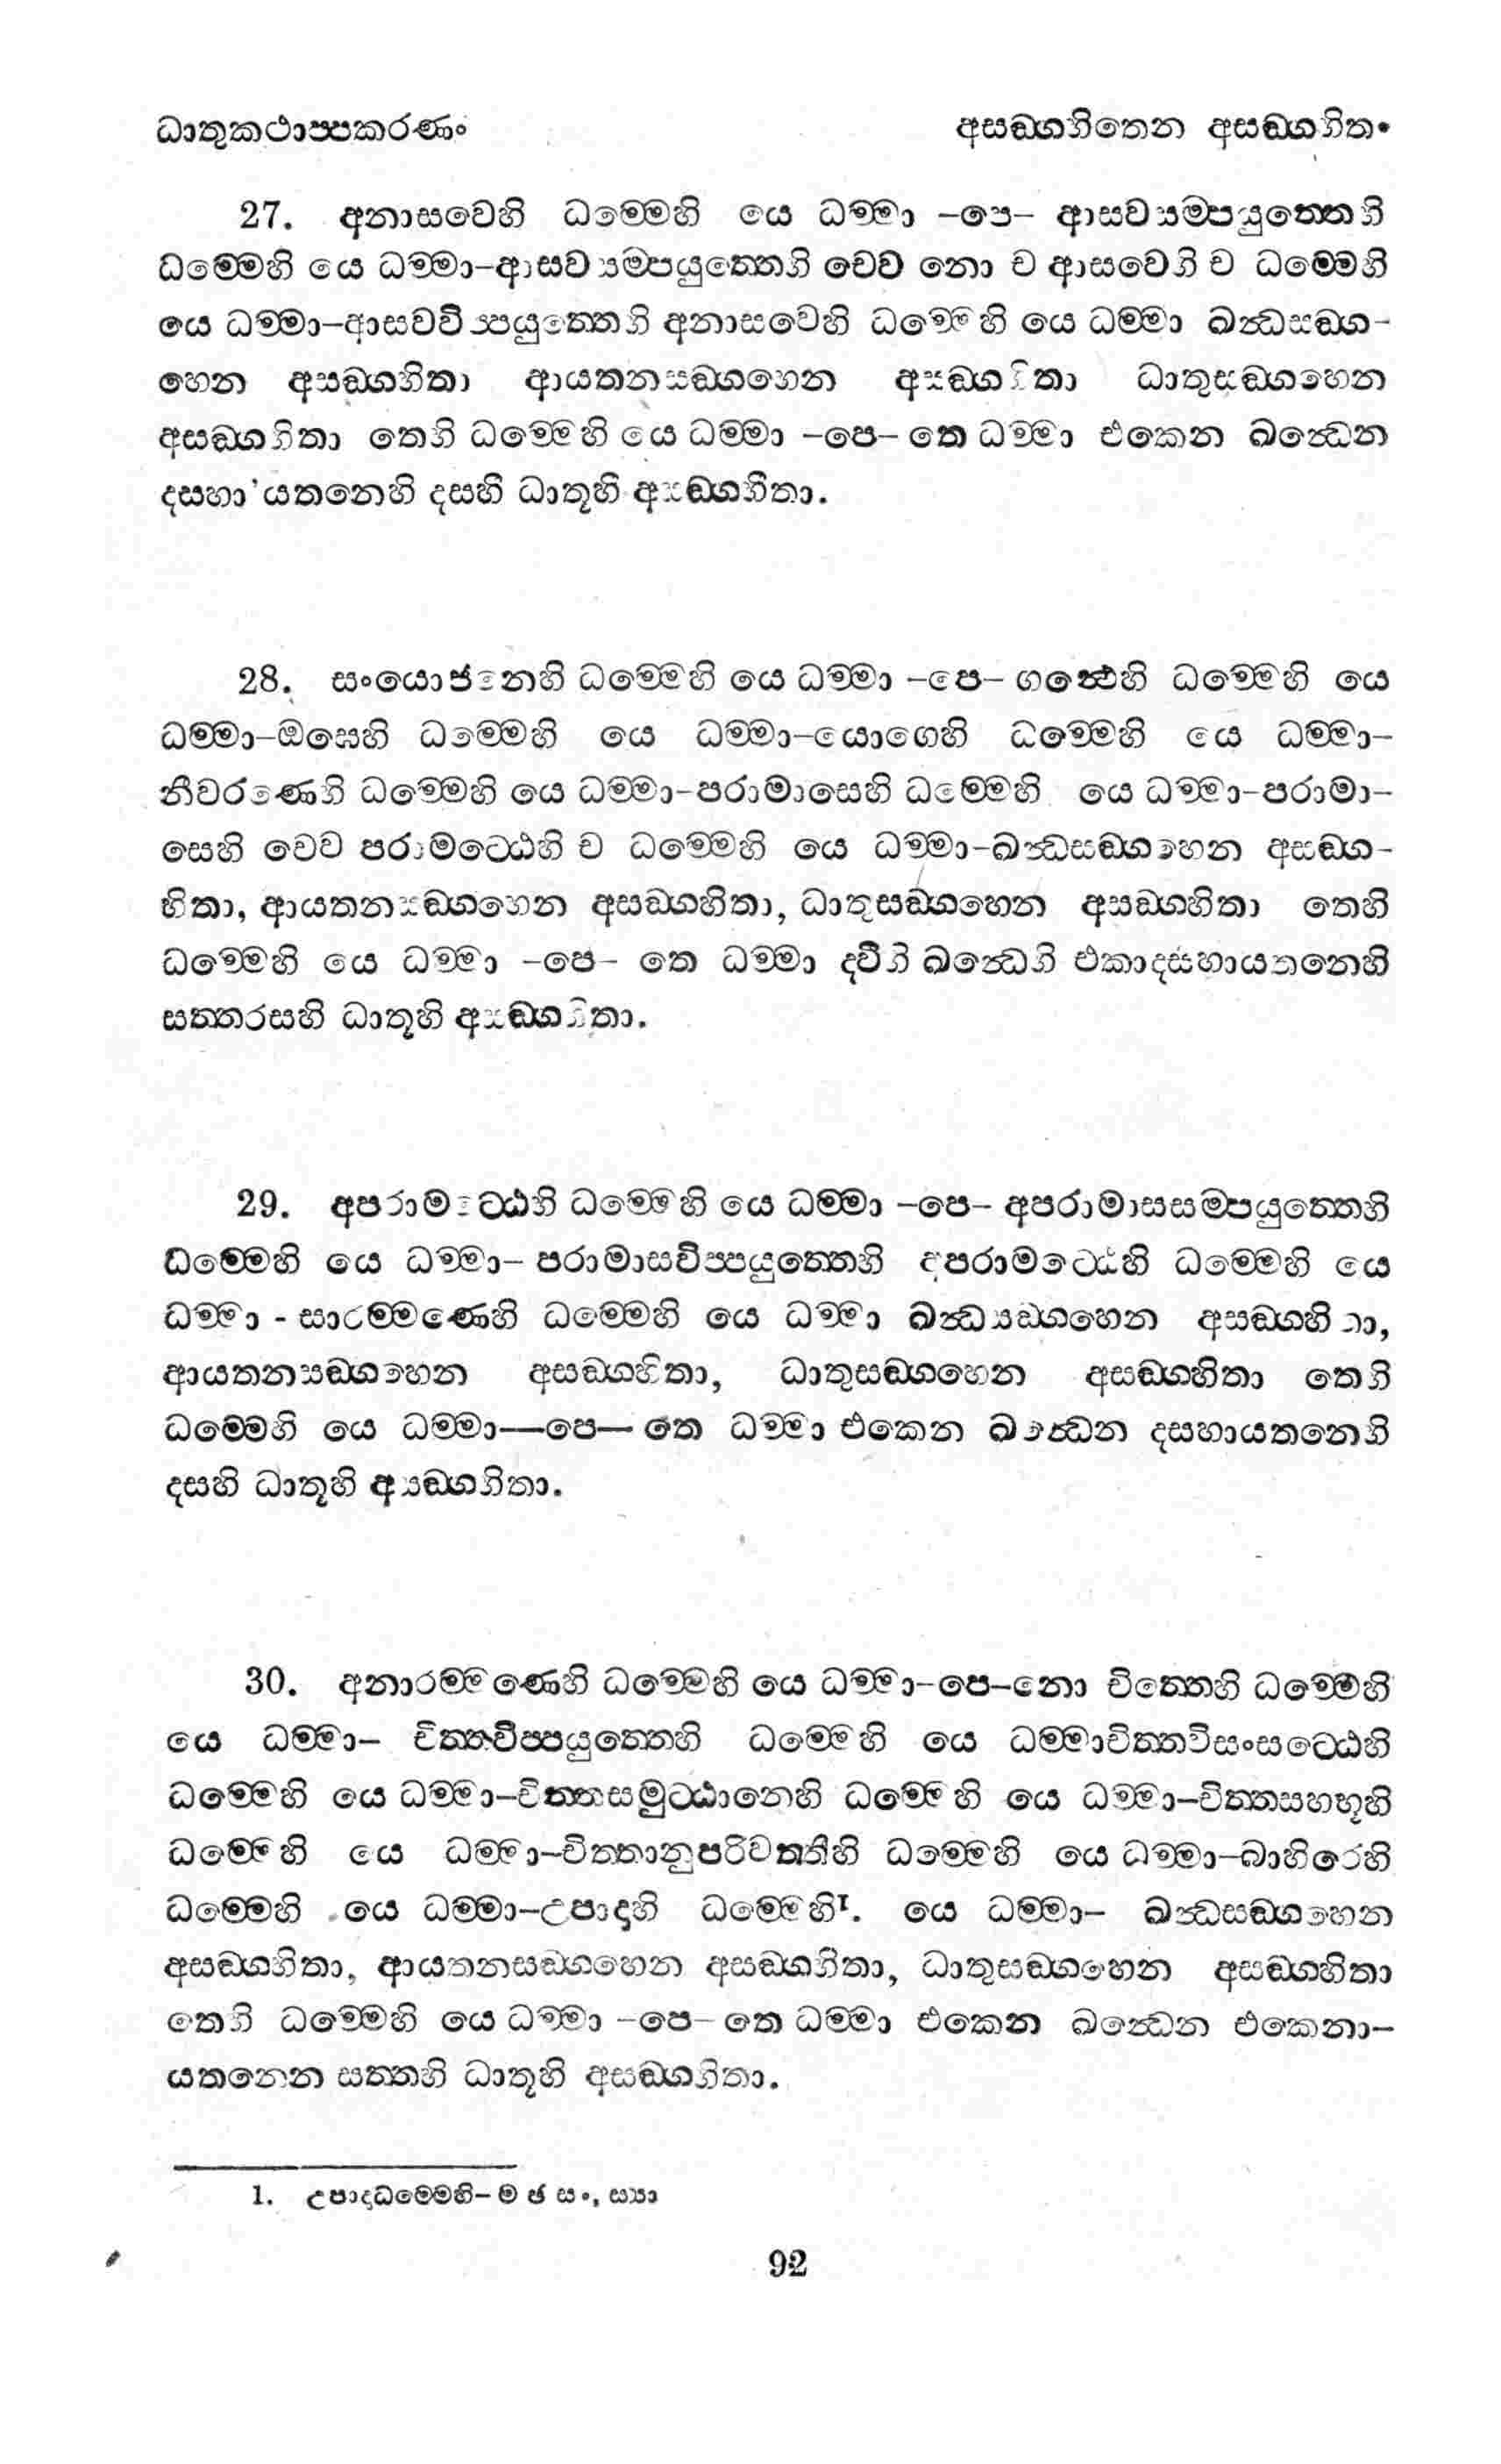 ධාතුකථාප්පකරණං අසඞ්ගහිතෙන අසඞ්ගහිතං
27. අනාසවෙහි ධම්මෙහි යෙ ධම්මා -පෙ- ආසවසම්පයුත්තෙහි
ධම්මෙහි යෙ ධම්මා-ආසවසම්පයුත්තෙහි චෙව නො ච ආසවෙහි ච ධම්මෙහි
යෙ ධම්මා-ආසවවිප්පයුත්තෙහි අනාසවෙහි ධම්මෙහි යෙ ධම්මා ඛන්ධසඞ්ග-
හෙන අසඞ්ගහිතා ආයතනසඞ්ගහෙන අසඞ්ගහිතා ධාතුසඞ්ගහෙන
අසඞ්ගහිතා තෙහි ධම්මෙහි යෙ ධම්මා -පෙ- තෙ ධම්මා එකෙන ඛන්ධෙන
දසහා'යතනෙහි දසහි ධාතූහි අසඞ්ගහිතා.
28. සංයොජනෙහි ධම්මෙහි යෙ ධම්මා -පෙ- ගන්ථෙහි ධම්මෙහි යෙ
ධම්මා-ඔඝෙහි ධම්මෙහි යෙ ධම්මා-යොගෙහි ධම්මෙහි යෙ ධම්මා-
නීවරණෙහි ධම්මෙහි යෙ ධම්මා-පරාමාසෙහි ධම්මෙහි යෙ ධම්මා-පරාමා-
සෙහි චෙව පරාමට්ඨෙහි ච ධම්මෙහි යෙ ධම්මා-ඛන්ධසඞ්ගහෙන අසඞ්ග-
හිතා, ආයතනසඞ්ගහෙන අසඞ්ගහිතා, ධාතුසඞ්ගහෙන අසඞ්ගහිතා තෙහි
ධම්මෙහි යෙ ධම්මා -පෙ- තෙ ධම්මා ද්වීහි ඛන්ධෙහි එකාදසහායතනෙහි
සත්තරසහි ධාතූහි අසඞ්ගහිතා.
29. අපරාමට්ඨෙහි ධම්මෙහි යෙ ධම්මා -පෙ- අපරාමාසසම්පයුත්තෙහි
ධම්මෙහි යෙ ධම්මා- පරාමාසවිප්පයුත්තෙහි අපරාමට්ඨෙහි ධම්මෙහි යෙ
ධම්මා - සාරම්මණෙහි ධම්මෙහි යෙ ධම්මා ඛන්ධසඞ්ගහෙන අසඞ්ගහිතා,
ආයතනසඞ්ගහෙන අසඞ්ගහිතා, ධාතුසඞ්ගහෙන අසඞ්ගහිතා තෙහි
ධම්මෙහි යෙ ධම්මා—පෙ— තෙ ධම්මා එකෙන ඛන්ධෙන දසහායතනෙහි
දසහි ධාතූහි අසඞ්ගහිතා.
30. අනාරම්මණෙහි ධම්මෙහි යෙ ධම්මා-පෙ-නො චිත්තෙහි ධම්මෙහි
යෙ ධම්මා- චිත්තවිප්පයුත්තෙහි ධම්මෙහි යෙ ධම්මාචිත්තවිසංසට්ඨෙහි
ධම්මෙහි යෙ ධම්මා-චිත්තසමුට්ඨානෙහි ධම්මෙහි යෙ ධම්මා-චිත්තසහභූහි
ධම්මෙහි යෙ ධම්මා-චිත්තානුපරිවත්තීහි ධම්මෙහි යෙ ධම්මා-බාහිරෙහි
ධම්මෙහි යෙ ධම්මා-උපාදාහි ධම්මෙහි1. යෙ ධම්මා- ඛන්ධසඞ්ගහෙන
අසඞ්ගහිතා, ආයතනසඞ්ගහෙන අසඞ්ගහිතා, ධාතුසඞ්ගහෙන අසඞ්ගහිතා
තෙහි ධම්මෙහි යෙ ධම්මා -පෙ- තෙ ධම්මා එකෙන ඛන්ධෙන එකෙනා-
යතනෙන සත්තහි ධාතූහි අසඞ්ගහිතා.
1. උපාදාධම්මෙහි- ම ඡ සං, ස්‍යා
92